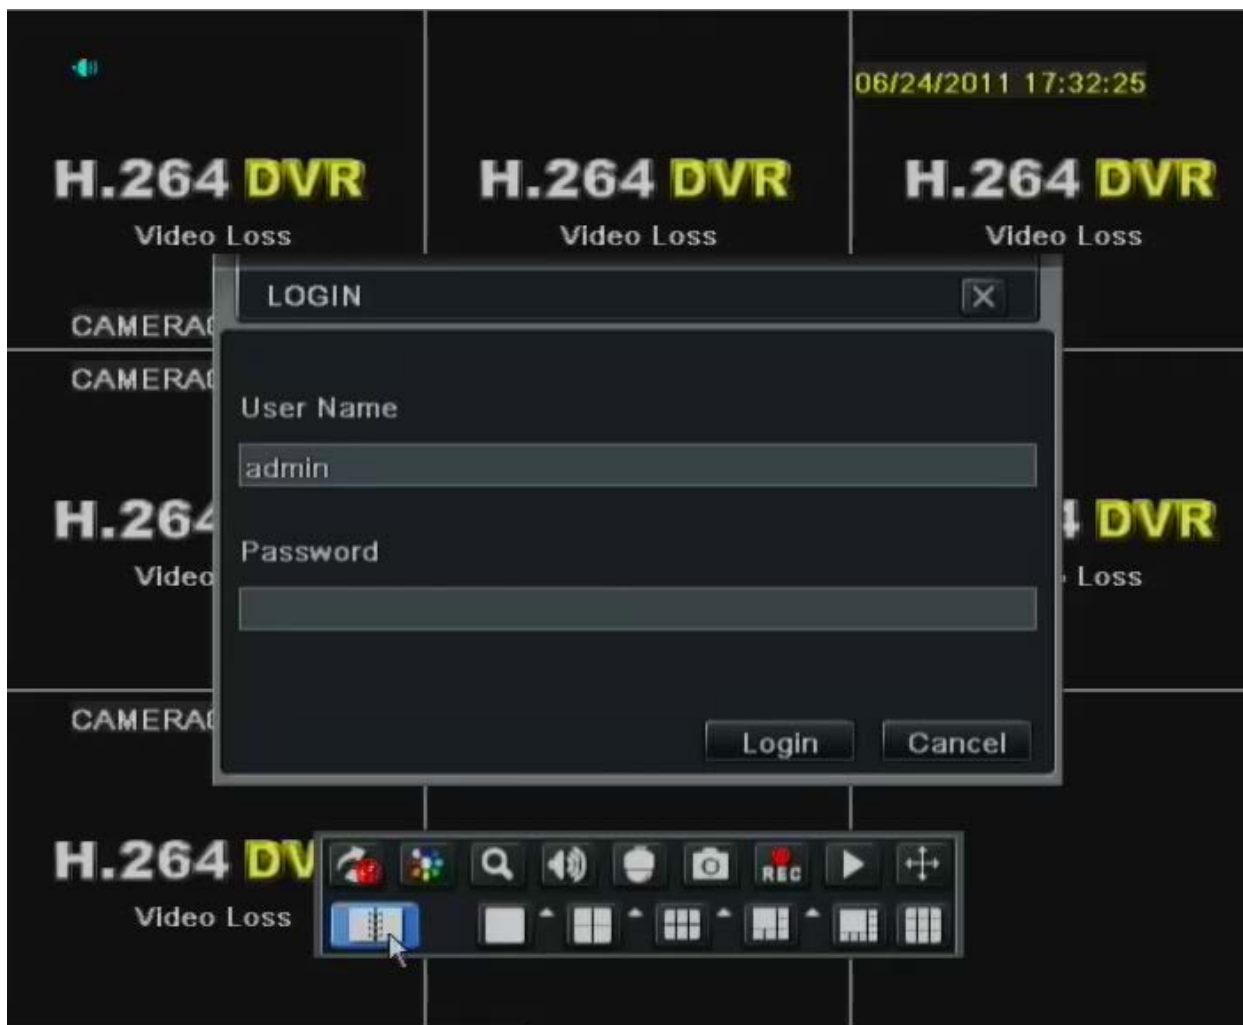 06/24/2011 17:32:25
H.264 DVR H.264 DVR H.264 DVR
Video Loss Video Loss Video Loss
LOGIN
CAMERA
CAMERA
User Name
admin
H.264 DVR
Password
Video Loss
CAMERA
Login Cancel
H.264 DV
REC
Video Loss